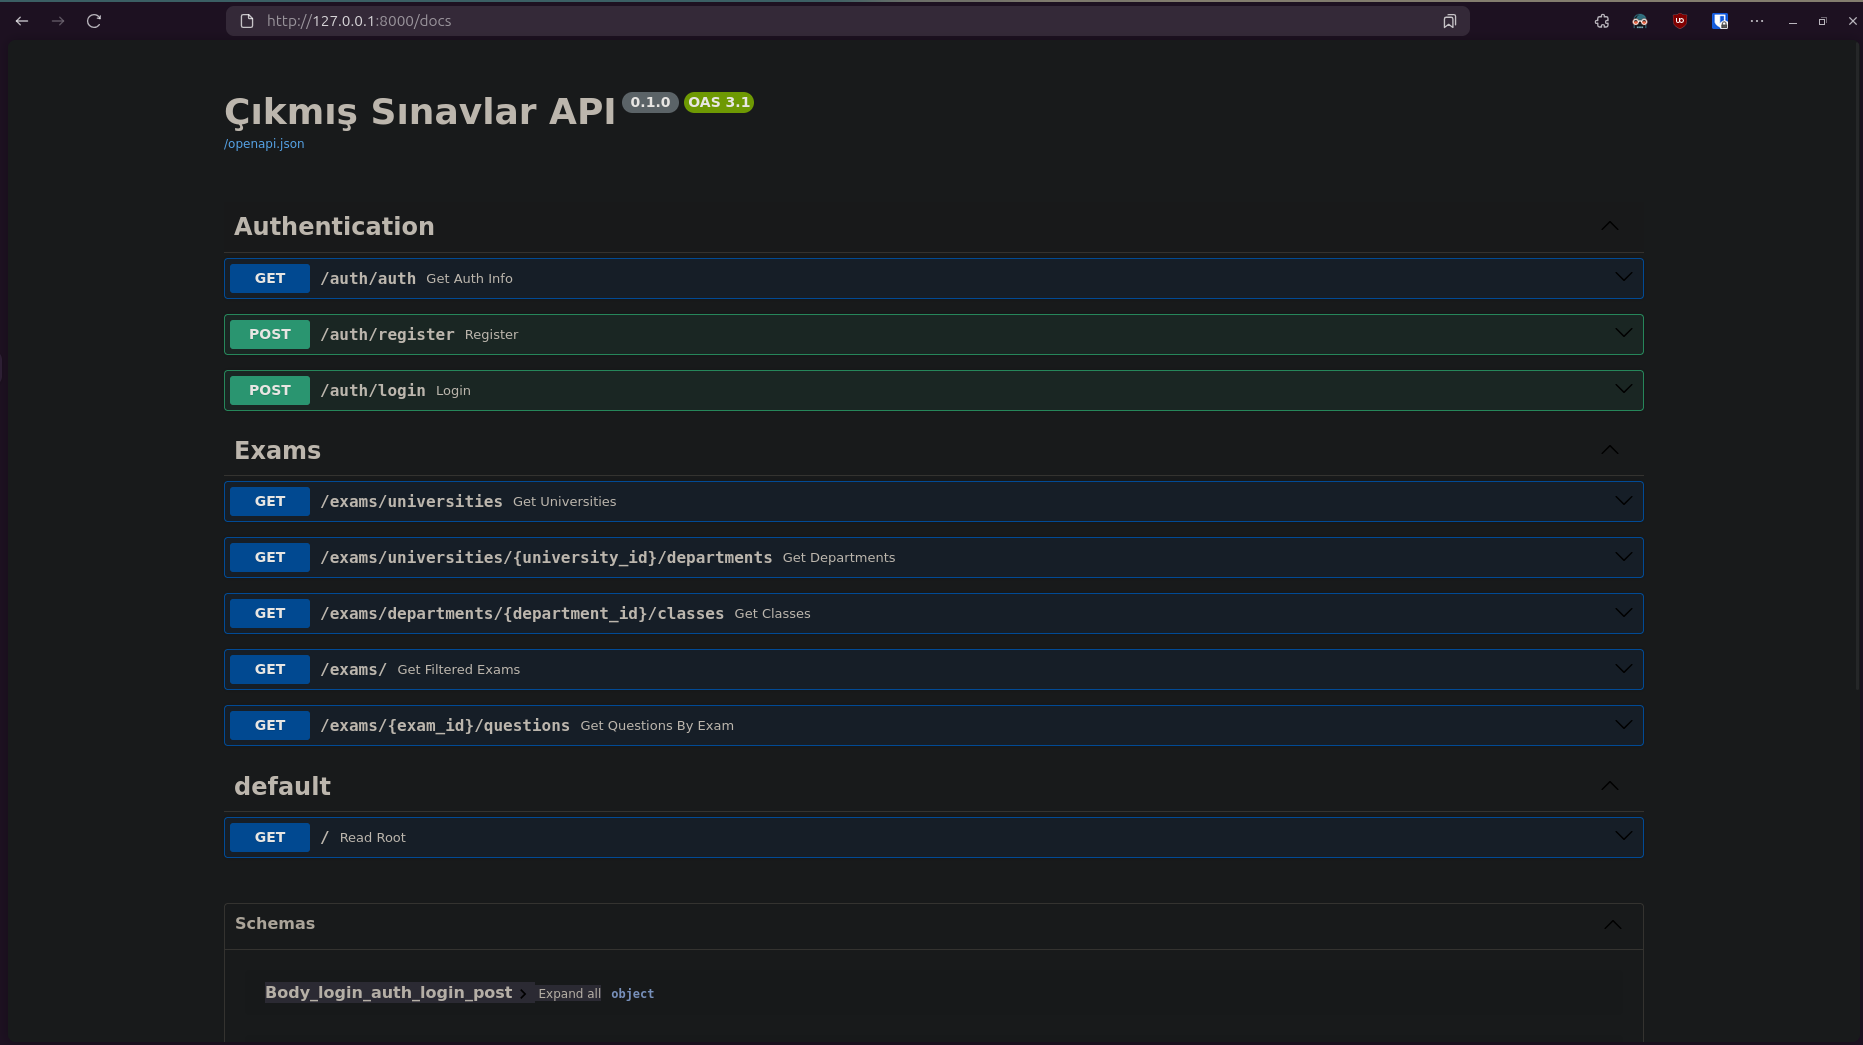 http://127.0.0.1:8000/docs
Çıkmış Sınavlar API 0.1.0 OAS 3.1
/openapi.json
Authentication
GET /auth/auth Get Auth Info
POST /auth/register Register
POST /auth/login Login
Exams
GET /exams/universities Get Universities
GET /exams/universities/{university_id}/departments Get Departments
GET /exams/departments/{department_id}/classes Get Classes
GET /exams/ Get Filtered Exams
GET /exams/{exam_id}/questions Get Questions By Exam
default
GET / Read Root
Schemas
Body_login_auth_login_post Expand all object